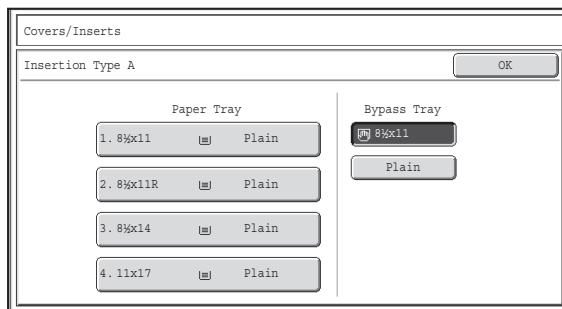 Covers/Inserts
Insertion Type A
OK
Paper Tray
Bypass Tray
1. 8½x11 Plain
2. 8½x11R Plain
3. 8½x14 Plain
4. 11x17 Plain
8½x11
Plain